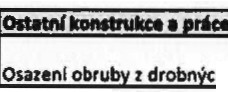 Ostatní konstrukce a práce
Osazení obruby z drobnýc